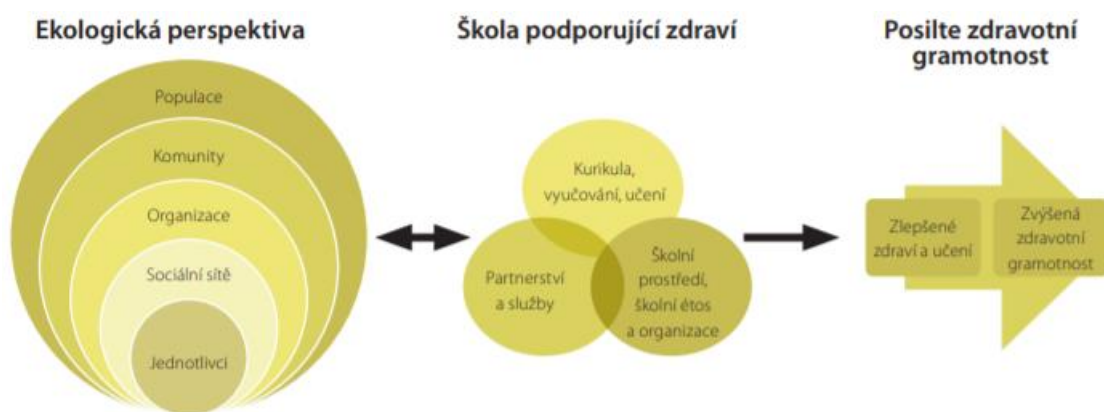 Ekologická perspektiva
Populace
Komunity
Organizace
Sociální sítě
Jednotlivci
Škola podporující zdraví
Kurikula,
vyučování, učení
Partnerství
a služby
Školní
prostředí,
školní étos
a organizace
Posilte zdravotní
gramotnost
Zlepšené
zdraví a učení
Zvýšená
zdravotní
gramotnost